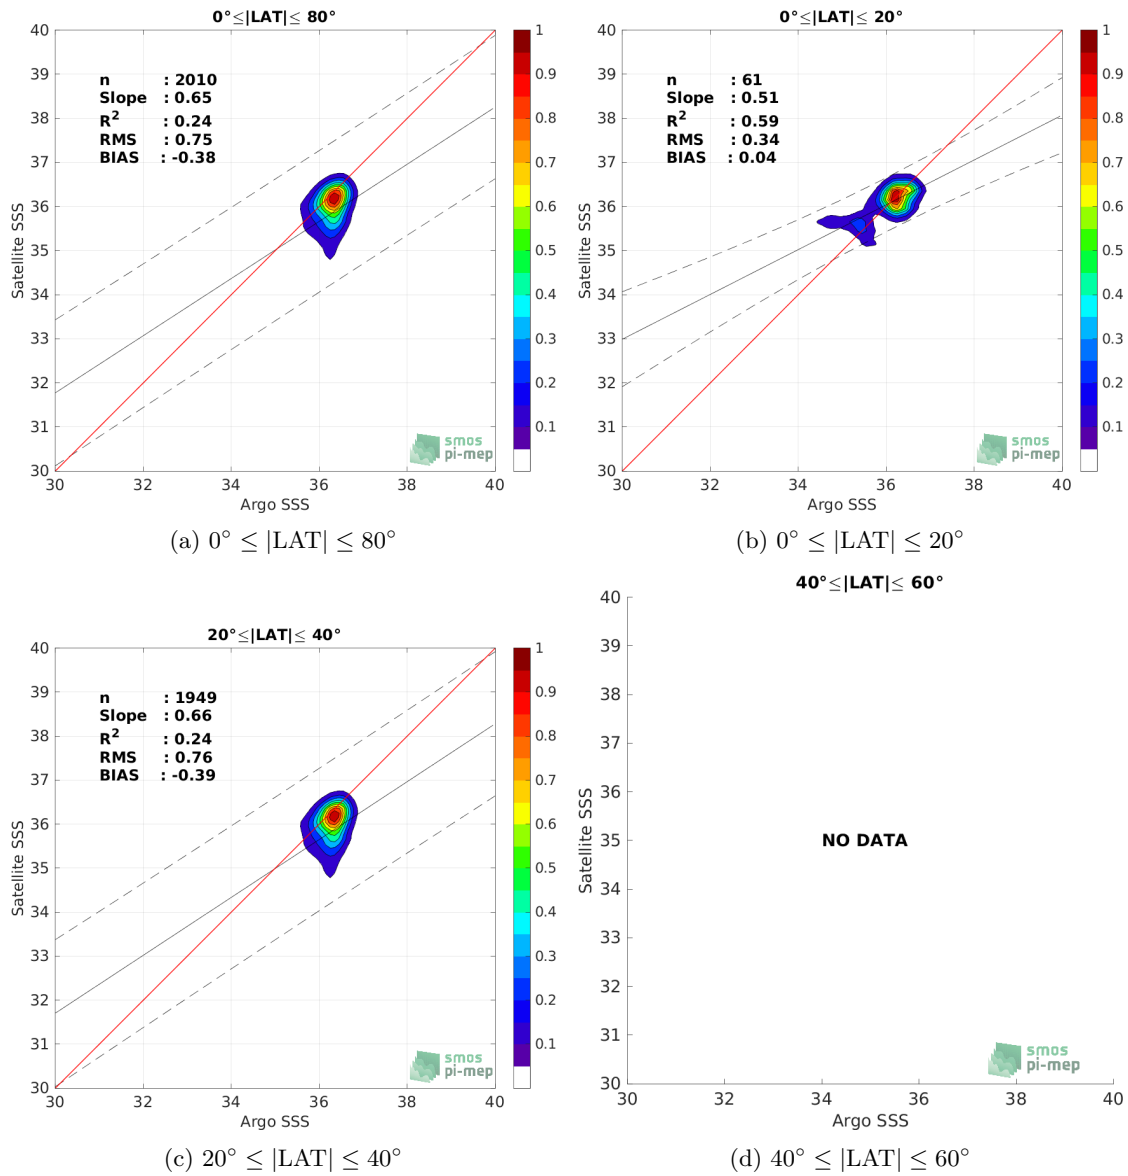 0°≤|LAT|≤ 80°
40
39
38
37
36
35
34
33
32
31
30
Satellite SSS
n : 2010
Slope : 0.65
R2 : 0.24
RMS : 0.75
BIAS : -0.38
smos
pi-mep
30 32 34 36 38 40
Argo SSS
1
0.9
0.8
0.7
0.6
0.5
0.4
0.3
0.2
0.1
(a) 0° ≤ |LAT| ≤ 80°
0°≤|LAT|≤ 20°
40
39
38
37
36
35
34
33
32
31
30
Satellite SSS
n : 61
Slope : 0.51
R2 : 0.59
RMS : 0.34
BIAS : 0.04
smos
pi-mep
30 32 34 36 38 40
Argo SSS
1
0.9
0.8
0.7
0.6
0.5
0.4
0.3
0.2
0.1
(b) 0° ≤ |LAT| ≤ 20°
20°≤|LAT|≤ 40°
40
39
38
37
36
35
34
33
32
31
30
Satellite SSS
n : 1949
Slope : 0.66
R2 : 0.24
RMS : 0.76
BIAS : -0.39
smos
pi-mep
30 32 34 36 38 40
Argo SSS
1
0.9
0.8
0.7
0.6
0.5
0.4
0.3
0.2
0.1
(c) 20° ≤ |LAT| ≤ 40°
40°≤|LAT|≤ 60°
40
39
38
37
36
35
34
33
32
31
30
Satellite SSS
NO DATA
smos
pi-mep
30 32 34 36 38 40
Argo SSS
(d) 40° ≤ |LAT| ≤ 60°